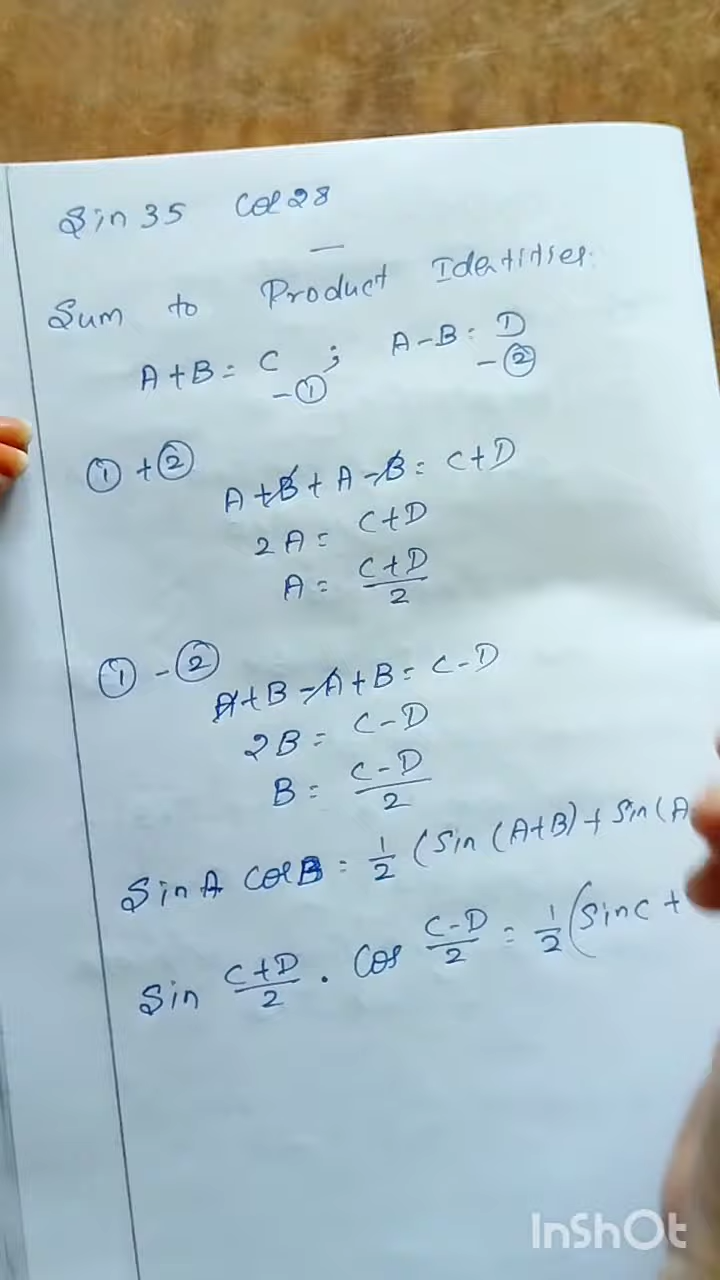 Sin 35 Cos 28
Sum to Product Identities:
A+B = C ; A-B = D
-① -②
① + ②
A+B+A-B = C+D
2A = C+D
A = C+D/2
① - ②
A+B-A+B = C-D
2B = C-D
B = C-D/2
Sin A Cos B = 1/2 (Sin (A+B) + Sin (A
Sin C+D/2 . Cos C-D/2 = 1/2 (Sin C +
InShOt